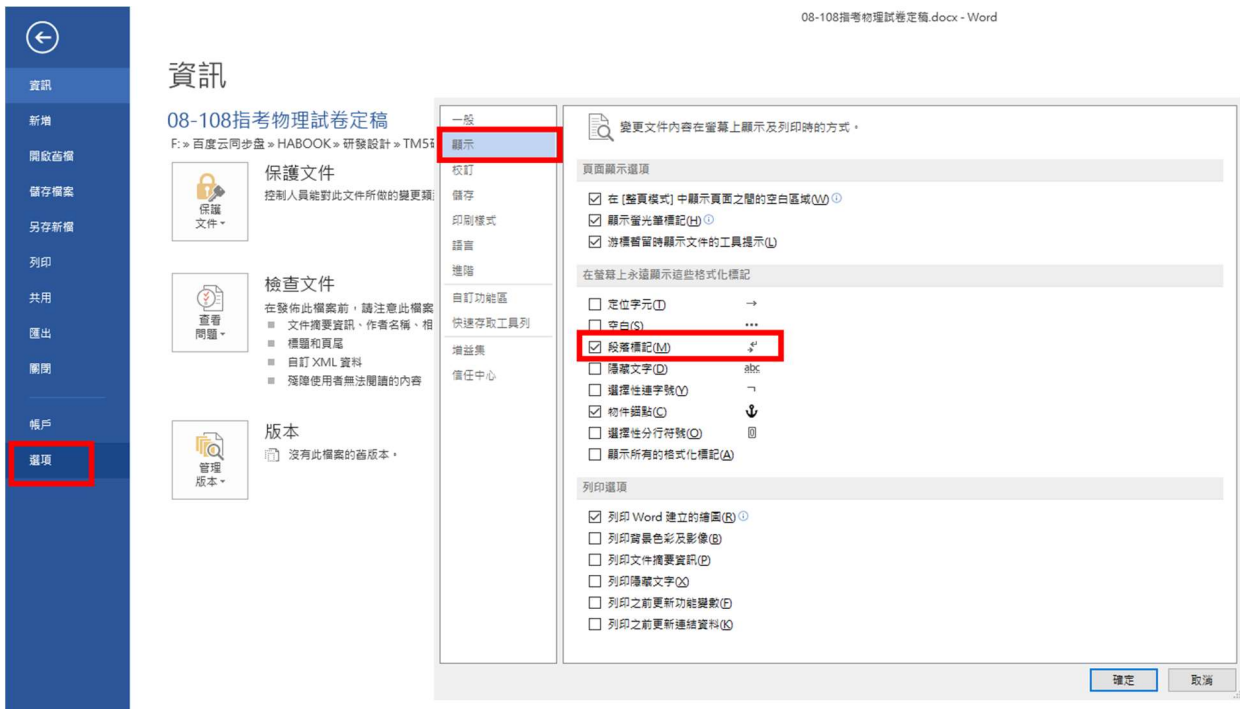 08-108指考物理試卷定稿.docx - Word
資訊
新增
開啟舊檔
儲存檔案
另存新檔
列印
共用
匯出
關閉
帳戶
選項
資訊
08-108指考物理試卷定稿
F: » 百度云同步盘 » HABOOK » 研發設計 » TM5
保護文件
控制人員能對此文件所做的變更類
保護
文件
檢查文件
在發佈此檔案前，請注意此檔案
文件摘要資訊、作者名稱、相
標題和頁尾
自訂 XML 資料
殘障使用者無法閱讀的內容
查看
問題
版本
沒有此檔案的舊版本。
管理
版本
一般
顯示
校訂
儲存
印刷樣式
語言
進階
自訂功能區
快速存取工具列
增益集
信任中心
變更文件內容在螢幕上顯示及列印時的方式。
頁面顯示選項
在 [整頁模式] 中顯示頁面之間的空白區域(W)
顯示螢光筆標記(H)
游標暫留時顯示文件的工具提示(L)
在螢幕上永遠顯示這些格式化標記
定位字元(T) →
空白(S) •••
段落標記(M)
隱藏文字(D) abc
選擇性連字號(Y) ¬
物件錨點(C)
選擇性分行符號(O)
顯示所有的格式化標記(A)
列印選項
列印 Word 建立的繪圖(R)
列印背景色彩及影像(B)
列印文件摘要資訊(P)
列印隱藏文字(X)
列印之前更新功能變數(F)
列印之前更新連結資料(K)
確定
取消